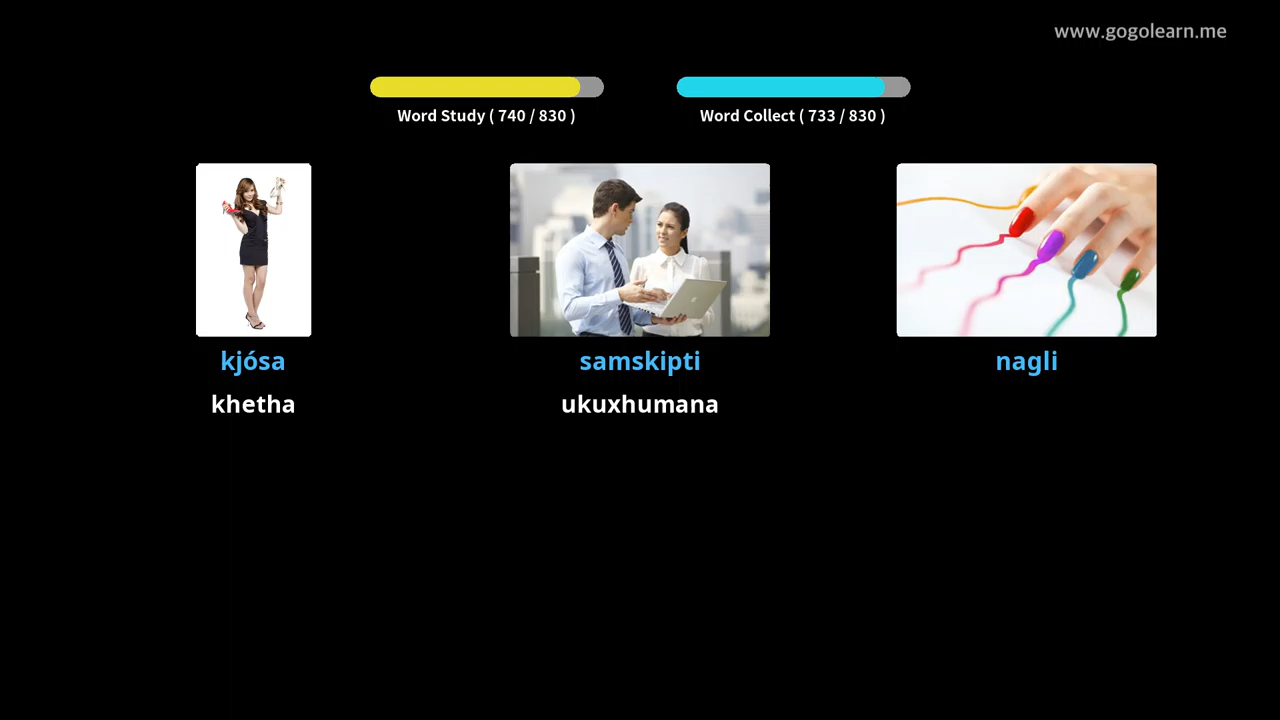 www.gogolearn.me
Word Study ( 740 / 830 )
Word Collect ( 733 / 830 )
kjósa
samskipti
nagli
khetha
ukuxhumana